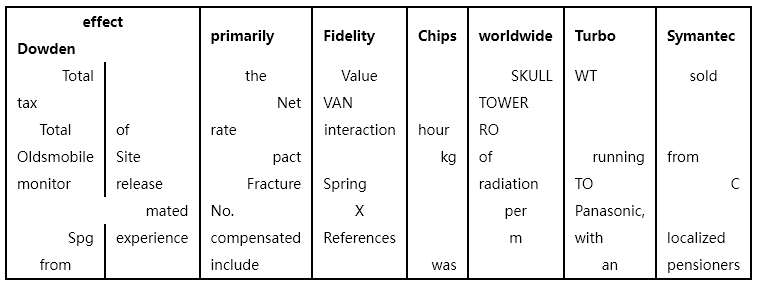 effect
Dowden primarily Fidelity Chips worldwide Turbo Symantec
Total the Value SKULL WT sold
tax Net VAN TOWER
Total of rate interaction hour RO
Oldsmobile Site pact kg of running from
monitor release Fracture Spring radiation TO C
mated No. X per Panasonic,
Spg experience compensated References m with localized
from include was an pensioners